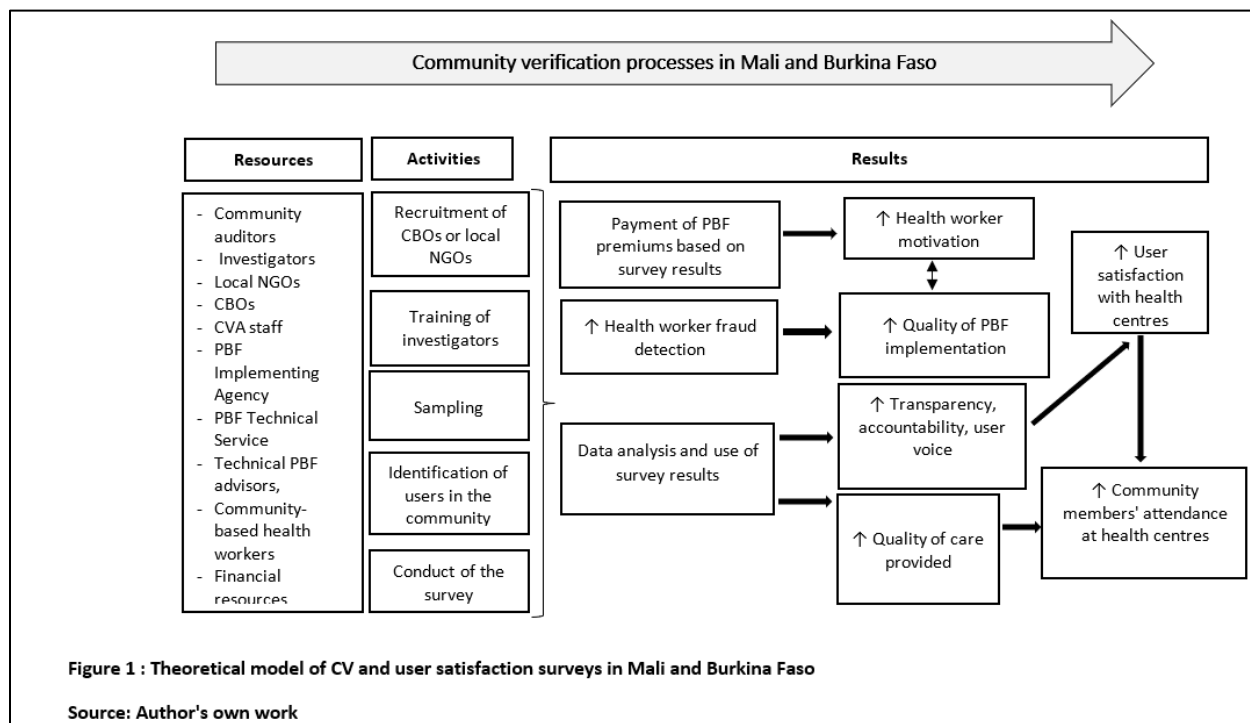 Community verification processes in Mali and Burkina Faso
Resources
Activities
Results
- Community
auditors
- Investigators
- Local NGOs
- CBOs
- CVA staff
- PBF
Implementing
Agency
- PBF Technical
Service
- Technical PBF
advisors,
- Community-
based health
workers
- Financial
resources
Recruitment of
CBOs or local
NGOs
Training of
investigators
Sampling
Identification of
users in the
community
Conduct of the
survey
Payment of PBF
premiums based on
survey results
↑ Health worker
motivation
↑ Health worker fraud
detection
↑ Quality of PBF
implementation
Data analysis and use of
survey results
↑ Transparency,
accountability, user
voice
↑ Quality of care
provided
↑ User
satisfaction
with health
centres
↑ Community
members' attendance
at health centres
Figure 1 : Theoretical model of CV and user satisfaction surveys in Mali and Burkina Faso
Source: Author's own work